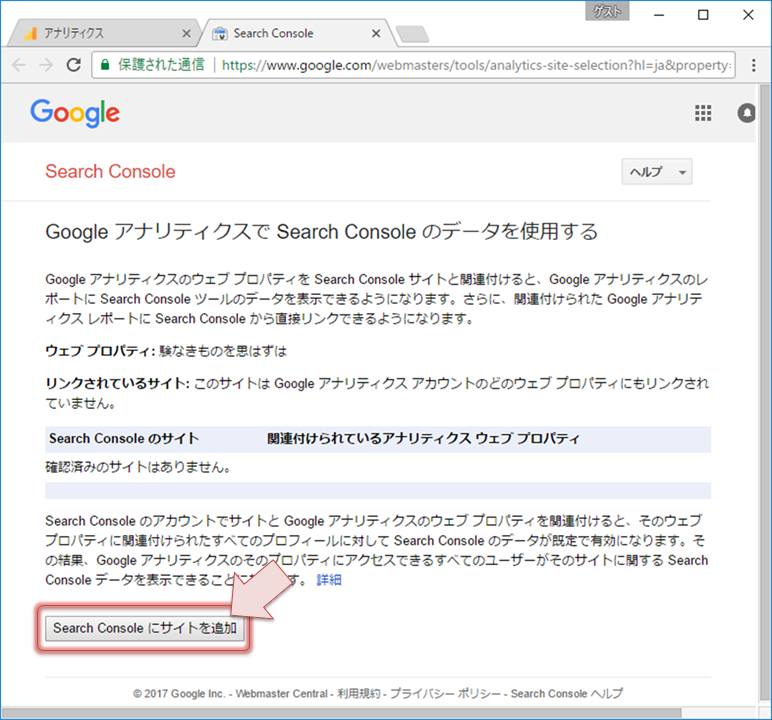 ゲスト
アナリティクス
Search Console
保護された通信
https://www.google.com/webmasters/tools/analytics-site-selection?hl=ja&property=
Google
Search Console
ヘルプ
Google アナリティクスで Search Console のデータを使用する
Google アナリティクスのウェブ プロパティを Search Console サイトと関連付けると、Google アナリティクスのレ
ポートに Search Console ツールのデータを表示できるようになります。さらに、関連付けられた Google アナリテ
ィクス レポートに Search Console から直接リンクできるようになります。
ウェブ プロパティ: 験なきものを思はずは
リンクされているサイト: このサイトは Google アナリティクス アカウントのどのウェブ プロパティにもリンクされ
ていません。
Search Console のサイト 関連付けられているアナリティクス ウェブ プロパティ
確認済みのサイトはありません。
Search Console のアカウントでサイトと Google アナリティクスのウェブ プロパティを関連付けると、そのウェブ
プロパティに関連付けられたすべてのプロフィールに対して Search Console のデータが既定で有効になります。そ
の結果、Google アナリティクスのそのプロパティにアクセスできるすべてのユーザーがそのサイトに関する Search
Console データを表示できることに す。 詳細
Search Console にサイトを追加
© 2017 Google Inc. - Webmaster Central - 利用規約 - プライバシー ポリシー - Search Console ヘルプ